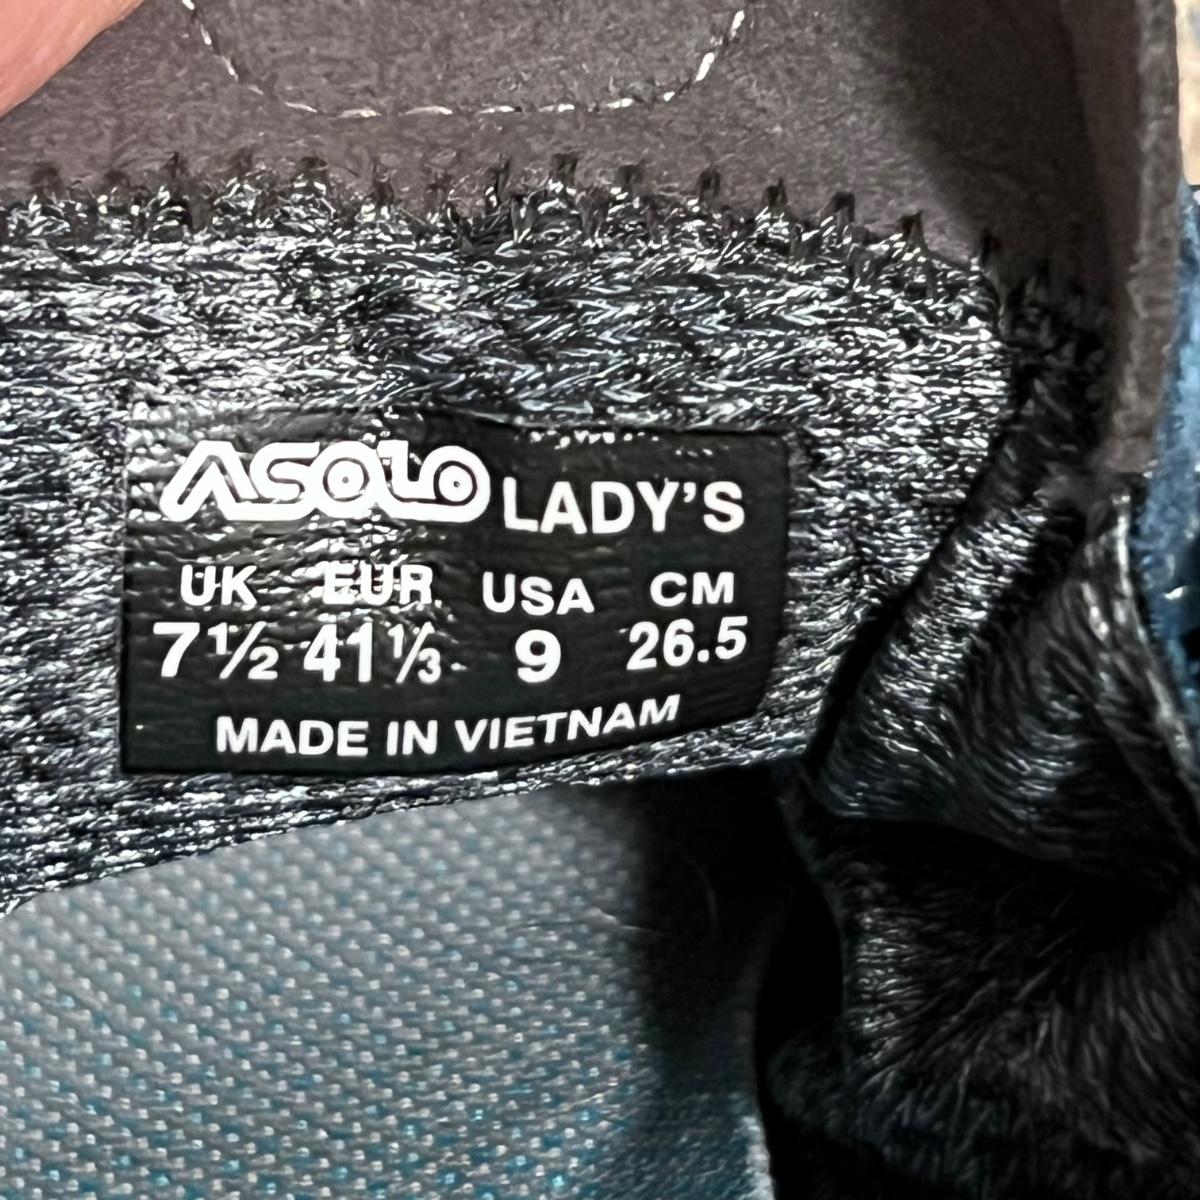 ASOLO LADY'S
UK EUR. USA CM
7½ 41⅓ 9 26.5
MADE IN VIETNAM